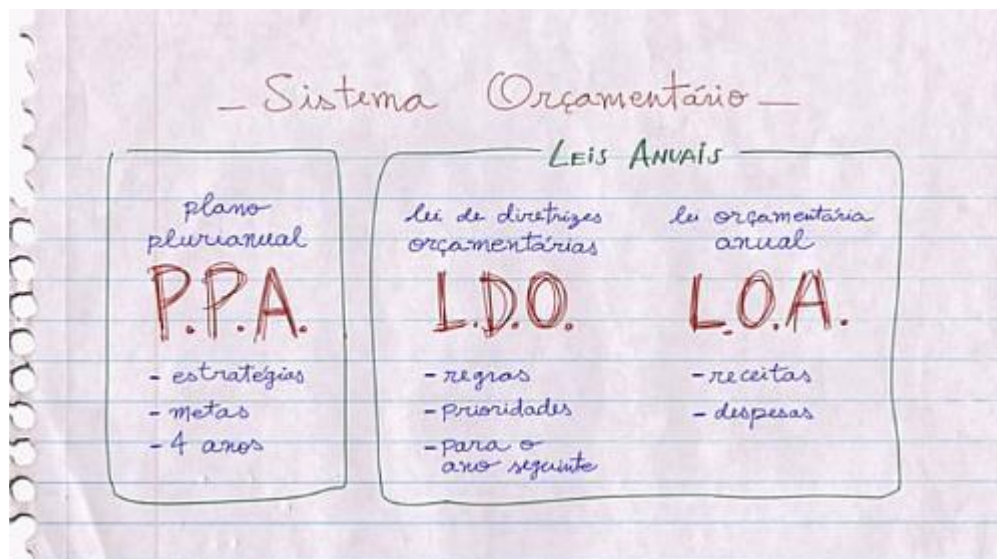 Sistema Orçamentário
LEIS ANUAIS
plano
plurianual
P.P.A.
- estratégias
- metas
- 4 anos
lei de diretrizes
orçamentárias
L.D.O.
- regras
- prioridades
- para o
ano seguinte
lei orçamentária
anual
L.O.A.
- receitas
- despesas